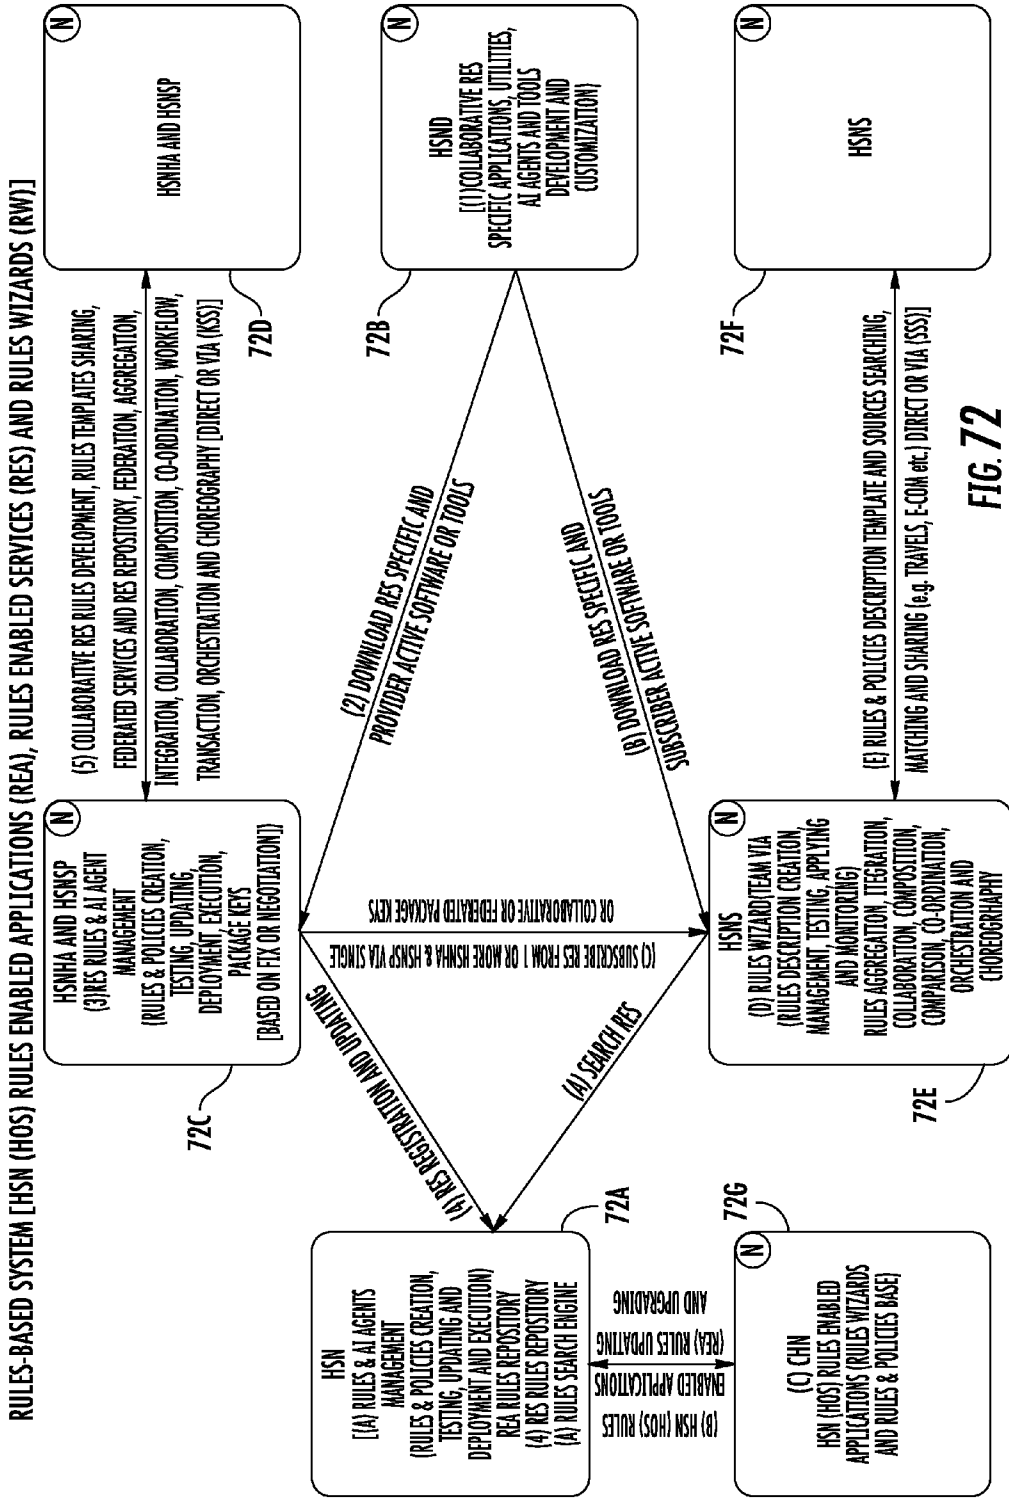 RULES-BASED SYSTEM [HSN (HOS) RULES ENABLED APPLICATIONS (REA), RULES ENABLED SERVICES (RES) AND RULES WIZARDS (RW)]
HSN
[(A) RULES & AI AGENTS
MANAGEMENT
(RULES & POLICIES CREATION,
TESTING, UPDATING AND
DEPLOYMENT AND EXECUTION)
REA RULES REPOSITORY
(4) RES RULES REPOSITORY
(A) RULES SEARCH ENGINE
72A
(B) HSN (HOS) RULES
ENABLED APPLICATIONS
(REA) RULES UPDATING
AND UPGRADING
72G
N
(C) CHN
HSN (HOS) RULES ENABLED
APPLICATIONS (RULES WIZARDS
AND RULES & POLICIES BASE)
72C
N
HSNHA AND HSNSP
(3)RES RULES & AI AGENT
MANAGEMENT
(RULES & POLICIES CREATION,
TESTING, UPDATING,
DEPLOYMENT, EXECUTION,
PACKAGE KEYS
[BASED ON FIX OR NEGOTIATION]}
(4) RES REGISTRATION AND UPDATING
(A) SEARCH RES
(C) SUBSCRIBE RES FROM 1 OR MORE HSNHA & HSNSP VIA SINGLE
OR COLLABORATIVE OR FEDERATED PACKAGE KEYS
72E
N
HSNS
(D) RULES WIZARD(TEAM VIA
(RULES DESCRIPTION CREATION,
MANAGEMENT, TESTING, APPLYING
AND MONITORING)
RULES AGGREGATION, ITEGRATION,
COLLABORATION, COMPOSITION,
COMPARISON, CO-ORDINATION,
ORCHESTRATION AND
CHOREOGRHAPHY
(5) COLLABORATIVE RES RULES DEVELOPMENT, RULES TEMPLATES SHARING,
FEDERATED SERVICES AND RES REPOSITORY, FEDERATION, AGGREGATION,
INTEGRATION, COLLABORATION, COMPOSITION, CO-ORDINATION, WORKFLOW,
TRANSACTION, ORCHESTRATION AND CHOREOGRAPHY [DIRECT OR VIA (KSS)]
(2) DOWNLOAD RES SPECIFIC AND
PROVIDER ACTIVE SOFTWARE OR TOOLS
(B) DOWNLOAD RES SPECIFIC AND
SUBSCRIBER ACTIVE SOFTWARE OR TOOLS
(E) RULES & POLICIES DESCRIPTION TEMPLATE AND SOURCES SEARCHING,
MATCHING AND SHARING (e.g. TRAVELS, E-COM etc.) DIRECT OR VIA (SSS)]
72D
N
HSNHA AND HSNSP
72B
N
HSND
[(1)COLLABORATIVE RES
SPECIFIC APPLICATIONS, UTILITIES,
AI AGENTS AND TOOLS
DEVELOPMENT AND
CUSTOMIZATION)
72F
N
HSNS
FIG. 72